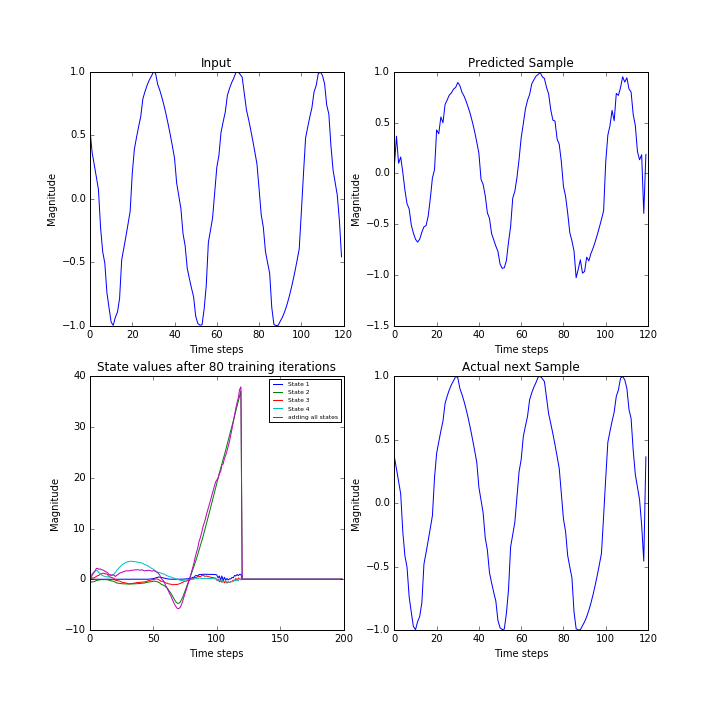 Input
1.0
0.5
0.0
−0.5
−1.0
Magnitude
0 20 40 60 80 100 120
Time steps
Predicted Sample
1.0
0.5
0.0
−0.5
−1.0
−1.5
Magnitude
0 20 40 60 80 100 120
Time steps
State values after 80 training iterations
40
30
20
10
0
−10
Magnitude
State 1
State 2
State 3
State 4
adding all states
0 50 100 150 200
Time steps
Actual next Sample
1.0
0.5
0.0
−0.5
−1.0
Magnitude
0 20 40 60 80 100 120
Time steps